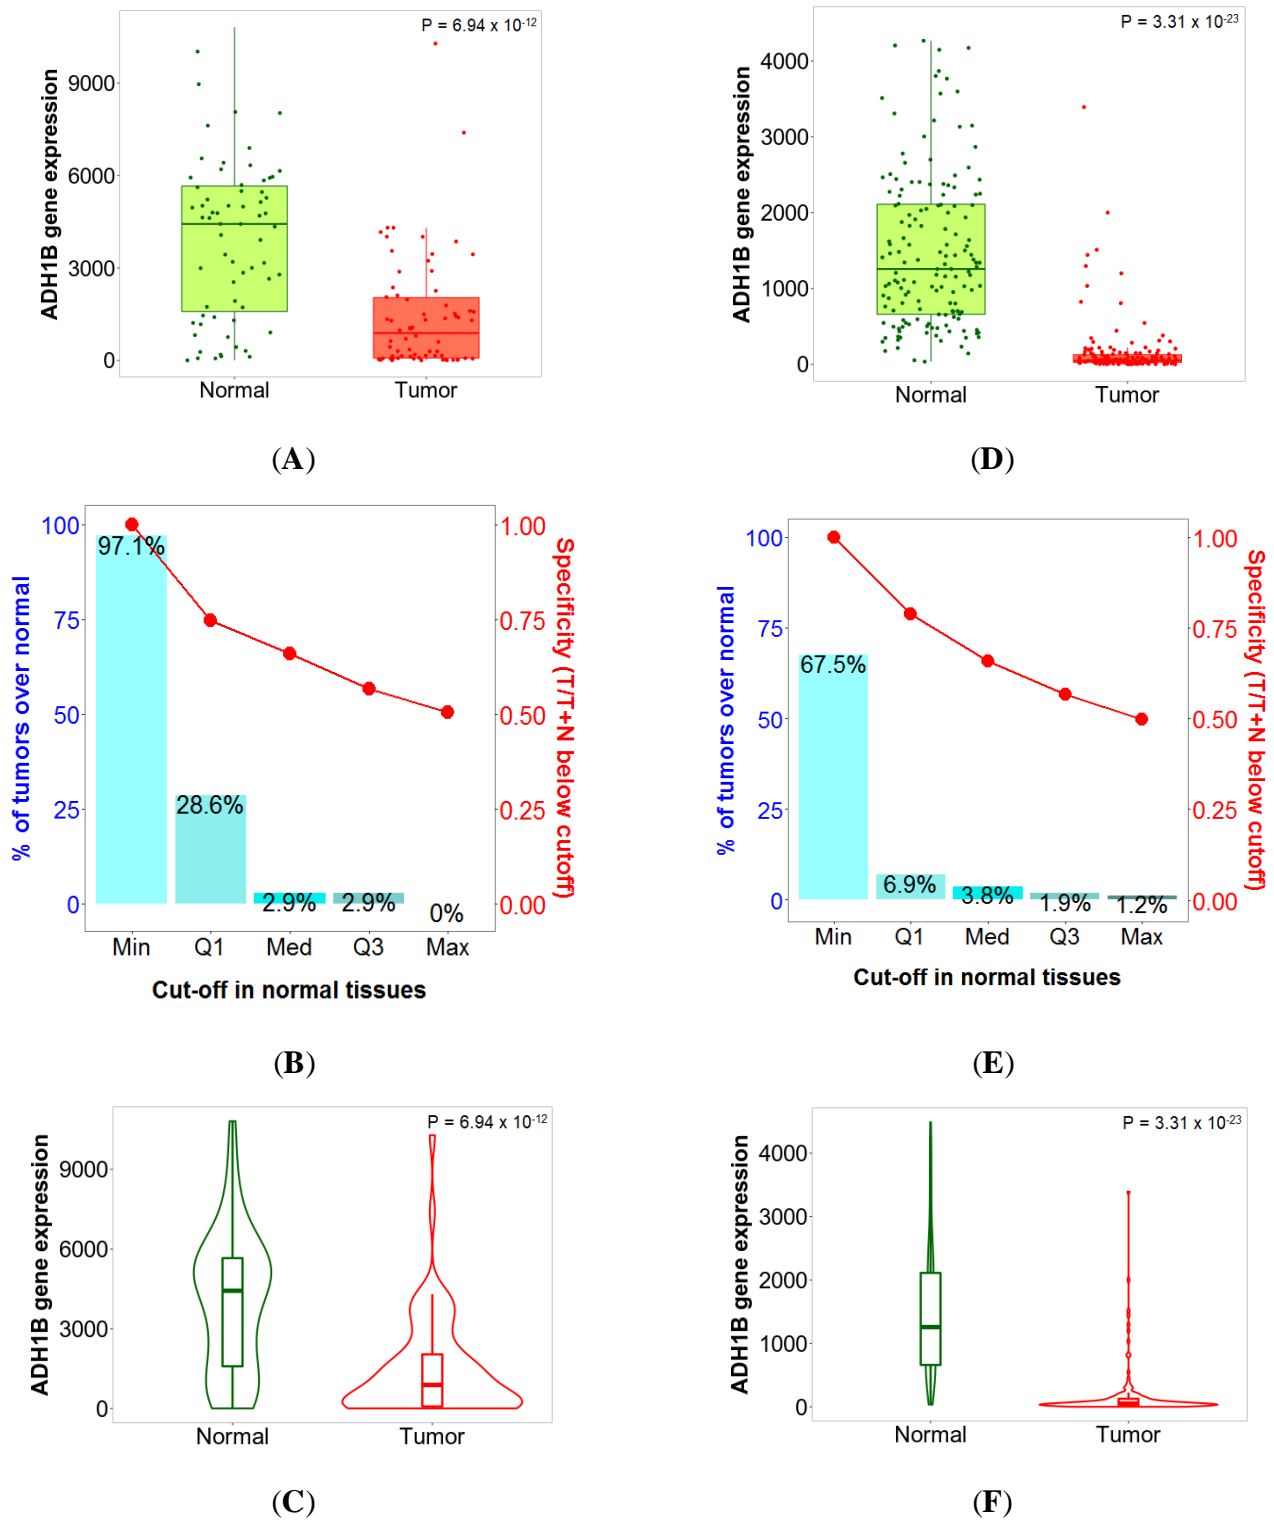 P = 6.94 x 10-12
ADH1B gene expression
9000
6000
3000
0
Normal
Tumor
(A)
P = 3.31 x 10-23
ADH1B gene expression
4000
3000
2000
1000
0
Normal
Tumor
(D)
% of tumors over normal
100
75
50
25
0
97.1%
28.6%
2.9%
2.9%
0%
1.00
0.75
0.50
0.25
0.00
Specificity (T/T+N below cutoff)
Min
Q1
Med
Q3
Max
Cut-off in normal tissues
(B)
% of tumors over normal
100
75
50
25
0
67.5%
6.9%
3.8%
1.9%
1.2%
1.00
0.75
0.50
0.25
0.00
Specificity (T/T+N below cutoff)
Min
Q1
Med
Q3
Max
Cut-off in normal tissues
(E)
P = 6.94 x 10-12
ADH1B gene expression
9000
6000
3000
0
Normal
Tumor
(C)
P = 3.31 x 10-23
ADH1B gene expression
4000
3000
2000
1000
0
Normal
Tumor
(F)